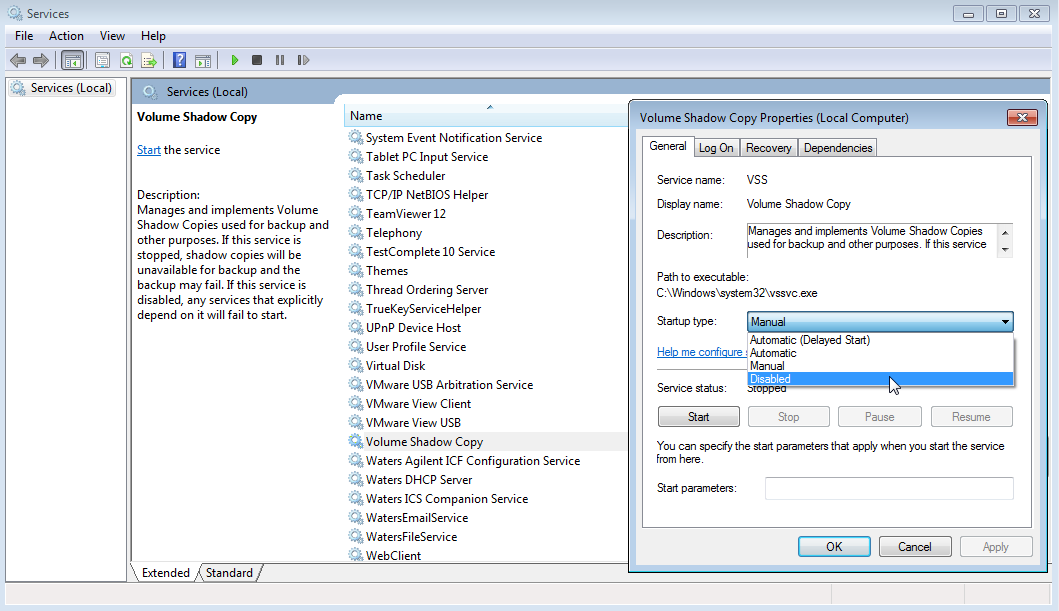 Services
File Action View Help
Services (Local)
Services (Local)
Volume Shadow Copy
Start the service
Description:
Manages and implements Volume
Shadow Copies used for backup and
other purposes. If this service is
stopped, shadow copies will be
unavailable for backup and the
backup may fail. If this service is
disabled, any services that explicitly
depend on it will fail to start.
Name
System Event Notification Service
Tablet PC Input Service
Task Scheduler
TCP/IP NetBIOS Helper
TeamViewer 12
Telephony
TestComplete 10 Service
Themes
Thread Ordering Server
TrueKeyServiceHelper
UPnP Device Host
User Profile Service
Virtual Disk
VMware USB Arbitration Service
VMware View Client
VMware View USB
Volume Shadow Copy
Waters Agilent ICF Configuration Service
Waters DHCP Server
Waters ICS Companion Service
WatersEmailService
WatersFileService
WebClient
Extended Standard
Volume Shadow Copy Properties (Local Computer)
General Log On Recovery Dependencies
Service name: VSS
Display name: Volume Shadow Copy
Description: Manages and implements Volume Shadow Copies
used for backup and other purposes. If this service
Path to executable:
C:\Windows\system32\vssvc.exe
Startup type: Manual
Automatic (Delayed Start)
Help me configure
Automatic
Manual
Disabled
Service status: Stopped
Start Stop Pause Resume
You can specify the start parameters that apply when you start the service
from here.
Start parameters:
OK Cancel Apply